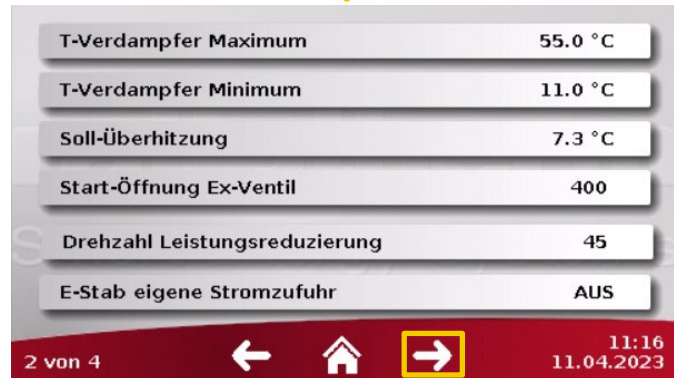 T-Verdampfer Maximum 55.0 °C
T-Verdampfer Minimum 11.0 °C
Soll-Überhitzung 7.3 °C
Start-Öffnung Ex-Ventil 400
Drehzahl Leistungsreduzierung 45
E-Stab eigene Stromzufuhr AUS
2 von 4
11:16
11.04.2023